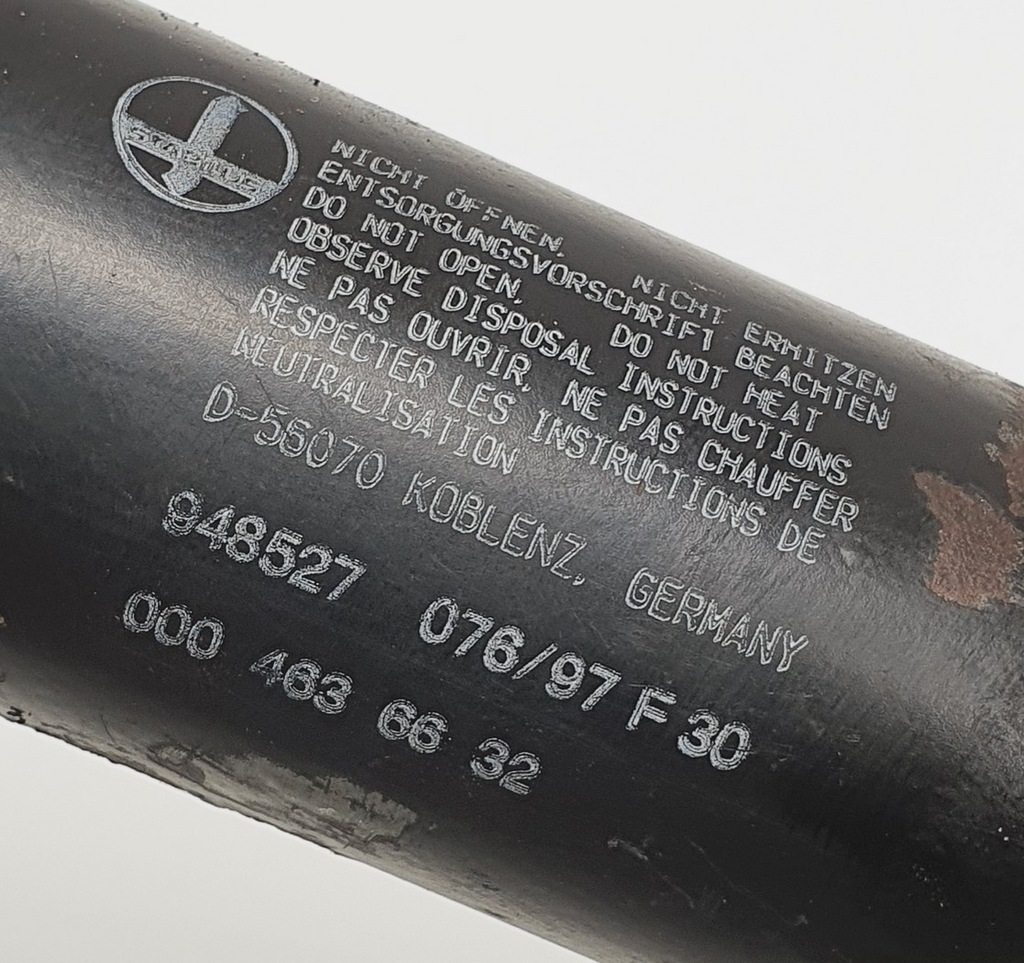 STABILUS
NICHT ÖFFNEN, NICHT ERHITZEN
ENTSORGUNGSVORSCHRIFT BEACHTEN
DO NOT OPEN, DO NOT HEAT
OBSERVE DISPOSAL INSTRUCTIONS
NE PAS OUVRIR, NE PAS CHAUFFER
RESPECTER LES INSTRUCTIONS DE
NEUTRALISATION
D-56070 KOBLENZ, GERMANY
948527 076/97 F 30
000 463 66 32